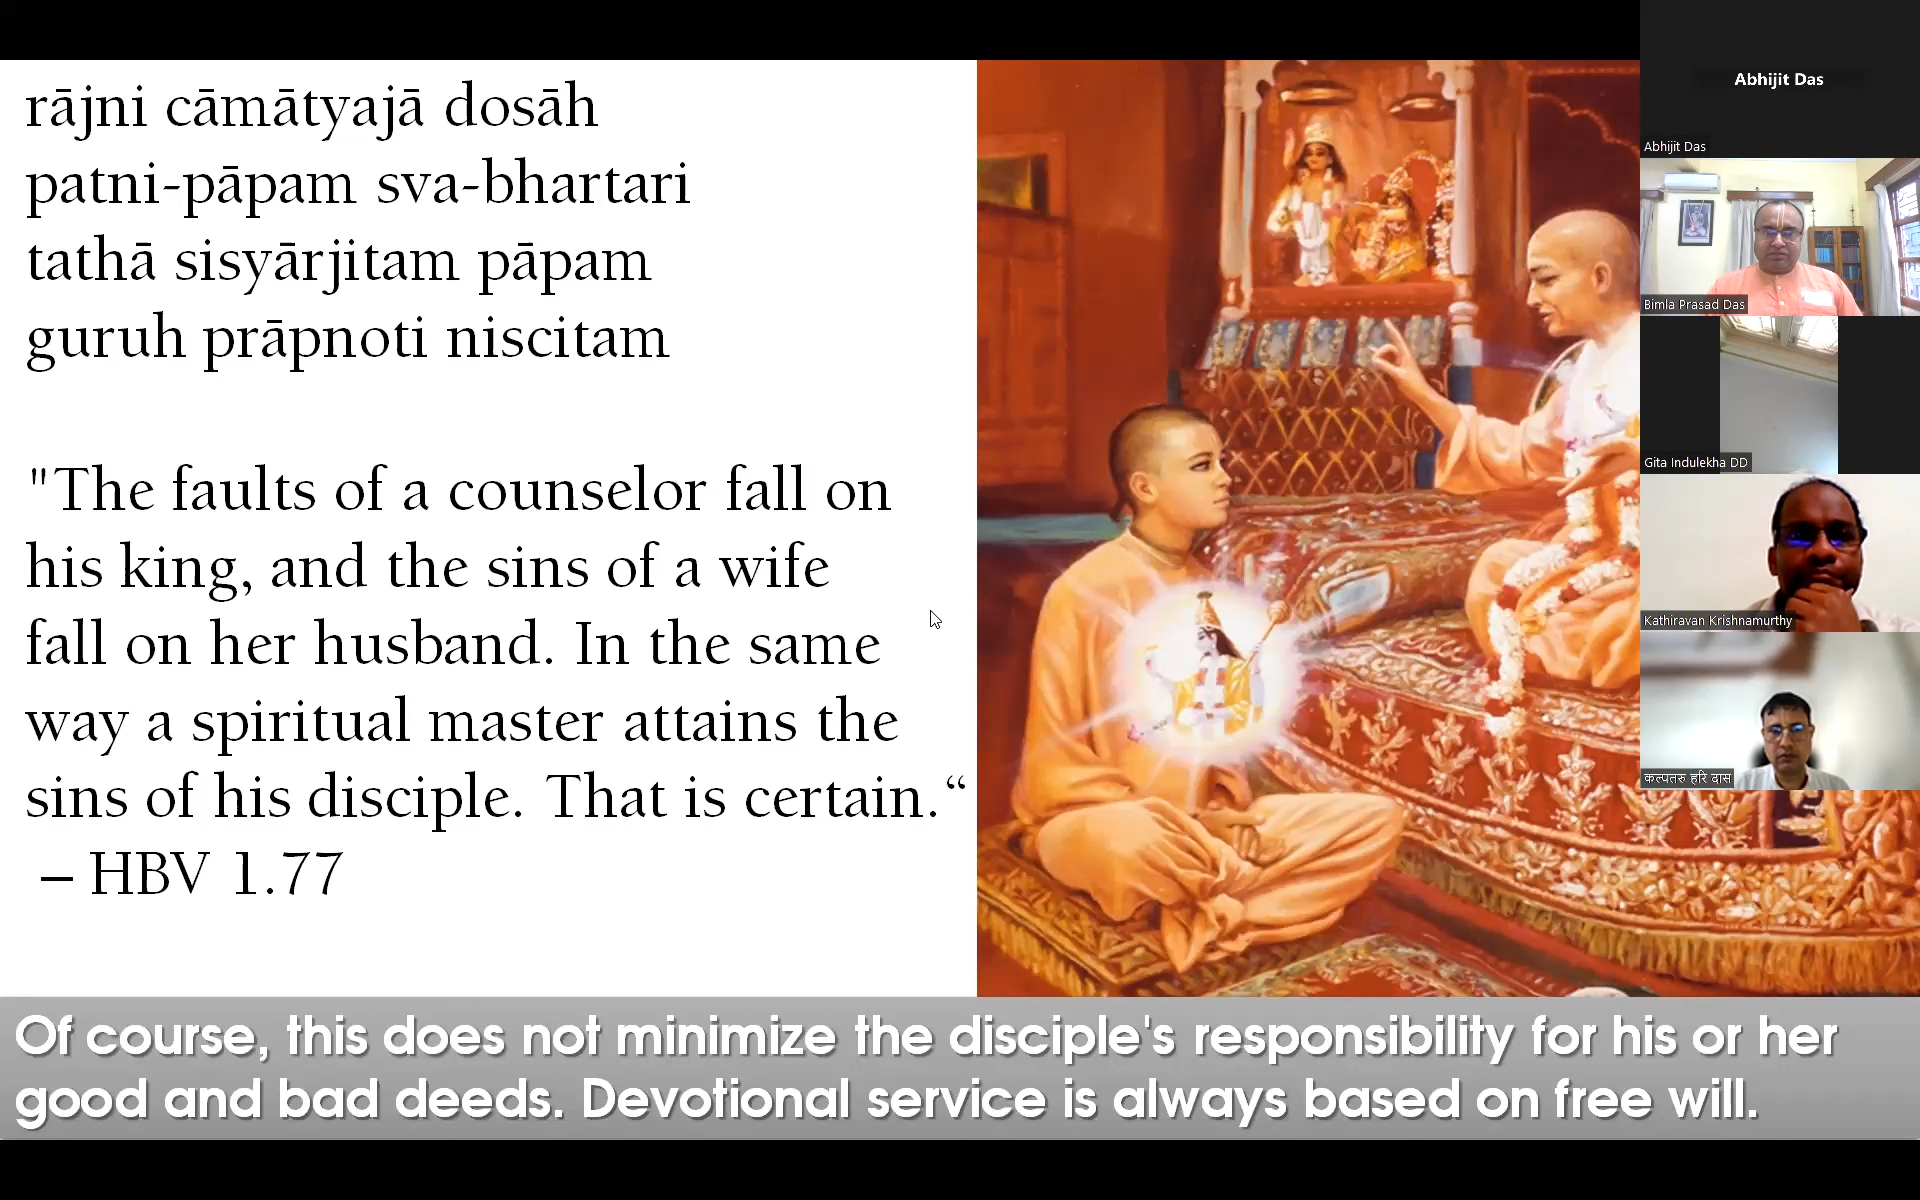 rājni cāmātyajā dosāh
patni-pāpam sva-bhartari
tathā sisyārjitam pāpam
guruh prāpnoti niscitam
"The faults of a counselor fall on
his king, and the sins of a wife
fall on her husband. In the same
way a spiritual master attains the
sins of his disciple. That is certain.“
– HBV 1.77
Of course, this does not minimize the disciple's responsibility for his or her
good and bad deeds. Devotional service is always based on free will.
Abhijit Das
Abhijit Das
Bimla Prasad Das
Gita Indulekha DD
Kathiravan Krishnamurthy
कल्पतरु हरि दास